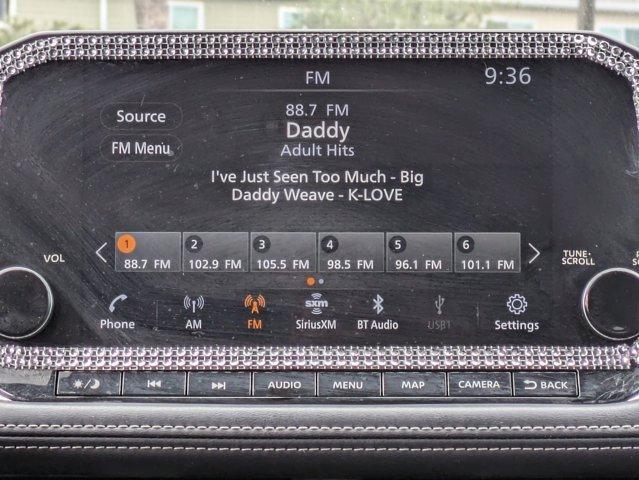 FM
9:36
Source
88.7 FM
Daddy
FM Menu
Adult Hits
I've Just Seen Too Much - Big
Daddy Weave - K-LOVE
VOL
1
2
3
4
5
6
88.7 FM
102.9 FM
105.5 FM
98.5 FM
96.1 FM
101.1 FM
TUNE-
SCROLL
sxm
Phone
AM
FM
SiriusXM
BT Audio
USB1
Settings
AUDIO
MENU
MAP
CAMERA
BACK